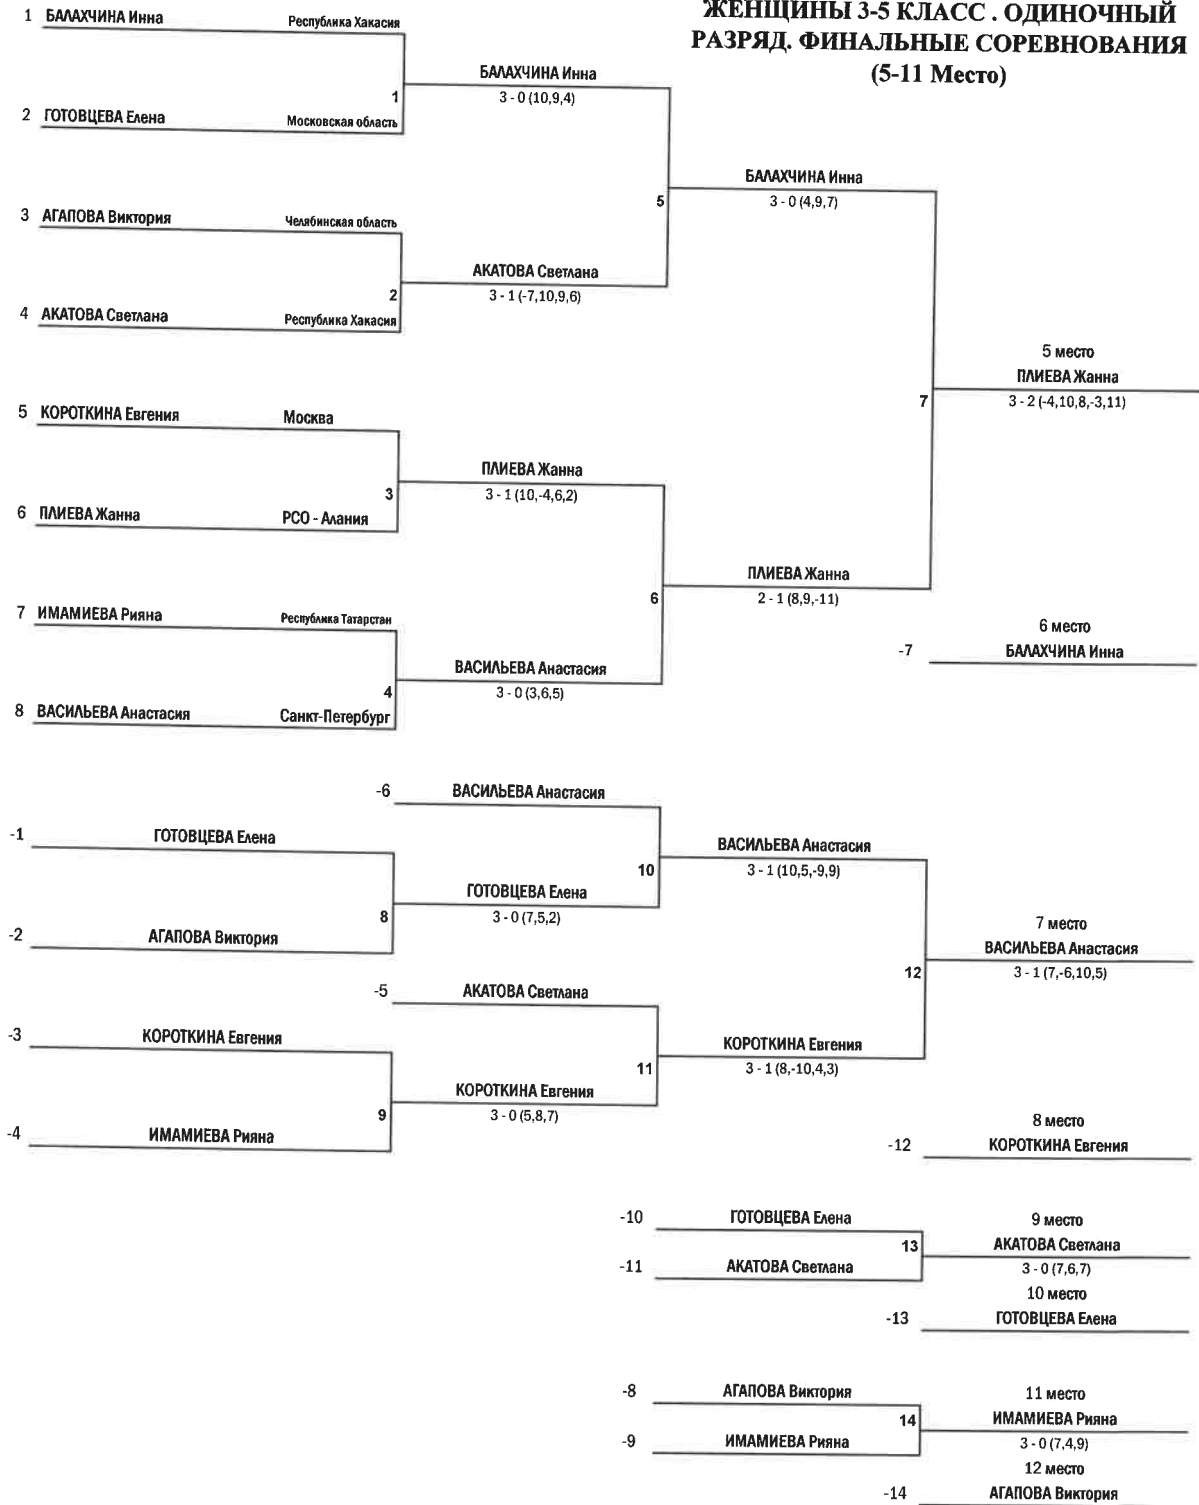 ЖЕНЩИНЫ 3-5 КЛАСС . ОДИНОЧНЫЙ
РАЗРЯД. ФИНАЛЬНЫЕ СОРЕВНОВАНИЯ
(5-11 Место)
1 БАЛАХЧИНА Инна Республика Хакасия
БАЛАХЧИНА Инна
1 3 - 0 (10,9,4)
2 ГОТОВЦЕВА Елена Московская область
БАЛАХЧИНА Инна
5 3 - 0 (4,9,7)
3 АГАПОВА Виктория Челябинская область
АКАТОВА Светлана
2 3 - 1 (-7,10,9,6)
4 АКАТОВА Светлана Республика Хакасия
5 место
ПЛИЕВА Жанна
7 3 - 2 (-4,10,8,-3,11)
5 КОРОТКИНА Евгения Москва
ПЛИЕВА Жанна
3 3 - 1 (10,-4,6,2)
6 ПЛИЕВА Жанна РСО - Алания
ПЛИЕВА Жанна
6 2 - 1 (8,9,-11)
7 ИМАМИЕВА Рияна Республика Татарстан
6 место
-7 БАЛАХЧИНА Инна
ВАСИЛЬЕВА Анастасия
4 3 - 0 (3,6,5)
8 ВАСИЛЬЕВА Анастасия Санкт-Петербург
-6 ВАСИЛЬЕВА Анастасия
-1 ГОТОВЦЕВА Елена
ВАСИЛЬЕВА Анастасия
10 3 - 1 (10,5,-9,9)
ГОТОВЦЕВА Елена
8 3 - 0 (7,5,2)
-2 АГАПОВА Виктория
7 место
ВАСИЛЬЕВА Анастасия
12 3 - 1 (7,-6,10,5)
-5 АКАТОВА Светлана
-3 КОРОТКИНА Евгения
КОРОТКИНА Евгения
11 3 - 1 (8,-10,4,3)
КОРОТКИНА Евгения
9 3 - 0 (5,8,7)
-4 ИМАМИЕВА Рияна
8 место
-12 КОРОТКИНА Евгения
-10 ГОТОВЦЕВА Елена 9 место
13 АКАТОВА Светлана
-11 АКАТОВА Светлана 3 - 0 (7,6,7)
10 место
-13 ГОТОВЦЕВА Елена
-8 АГАПОВА Виктория 11 место
14 ИМАМИЕВА Рияна
-9 ИМАМИЕВА Рияна 3 - 0 (7,4,9)
12 место
-14 АГАПОВА Виктория